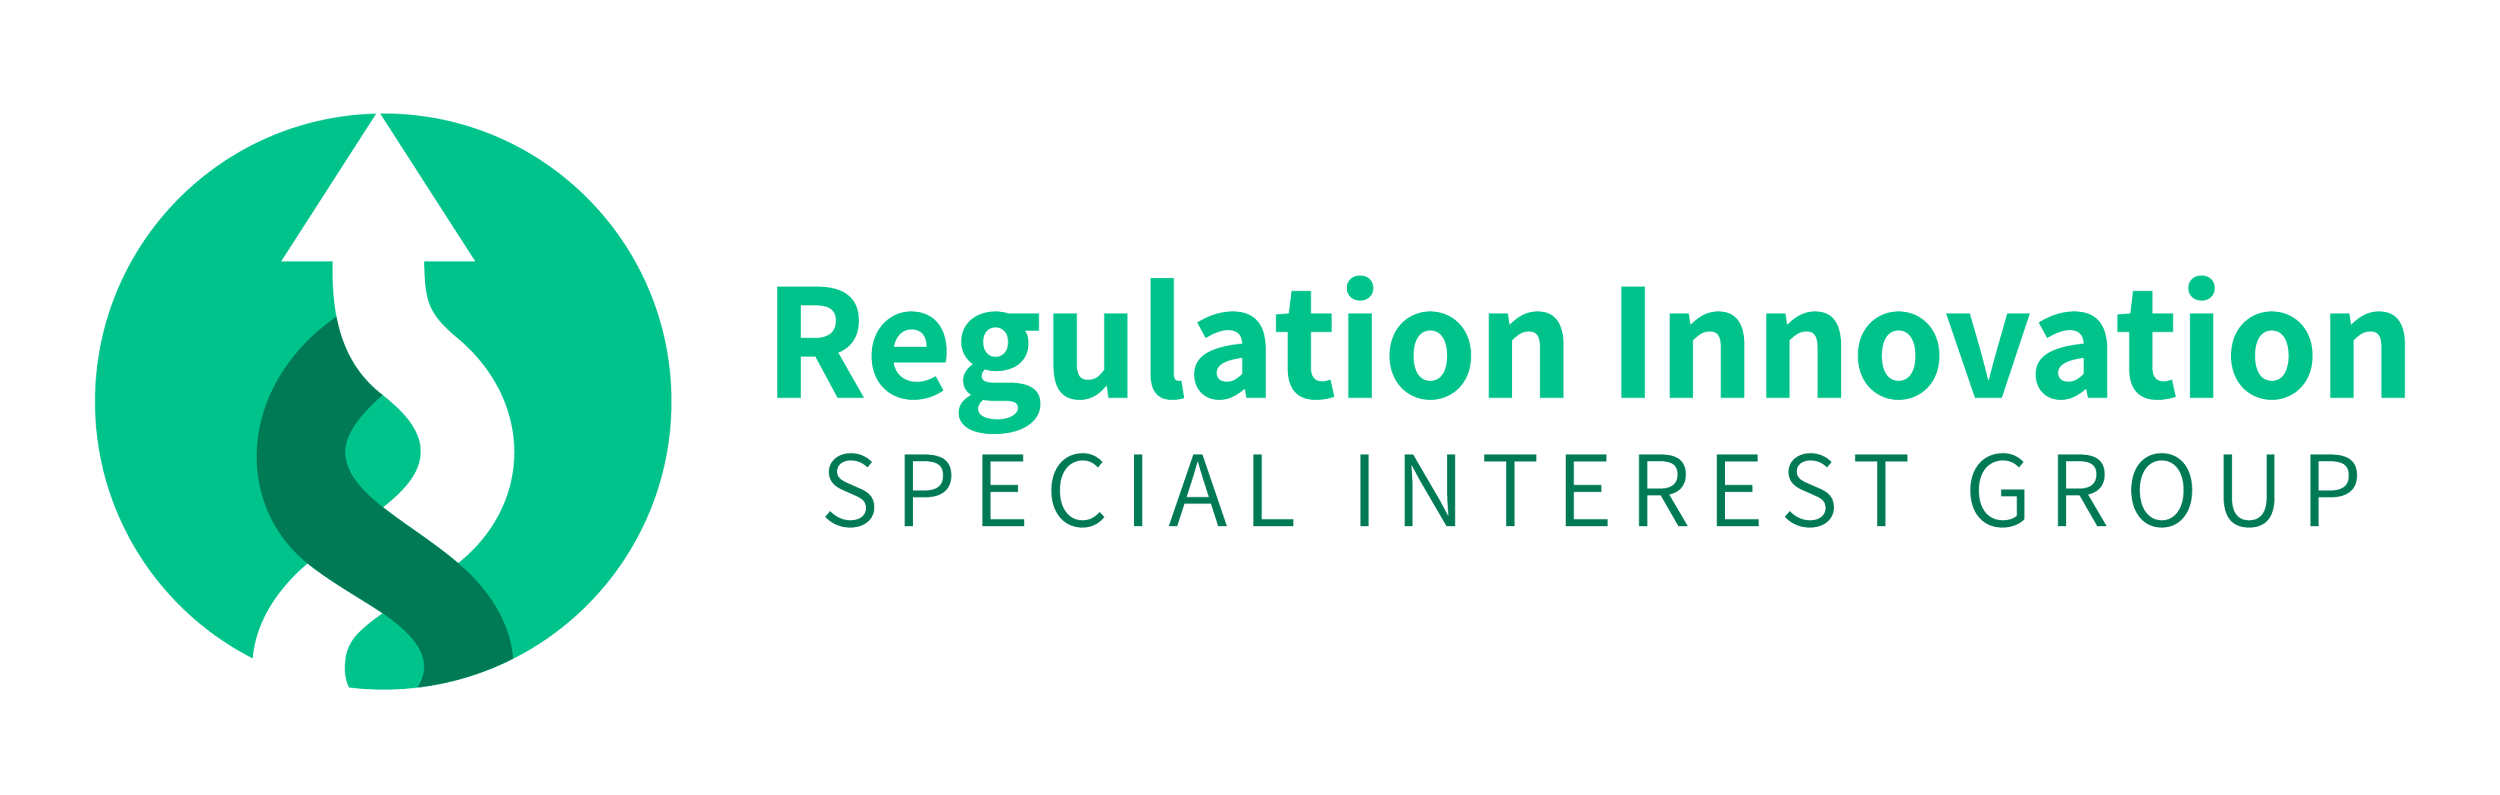 Regulation Innovation
SPECIAL INTEREST GROUP